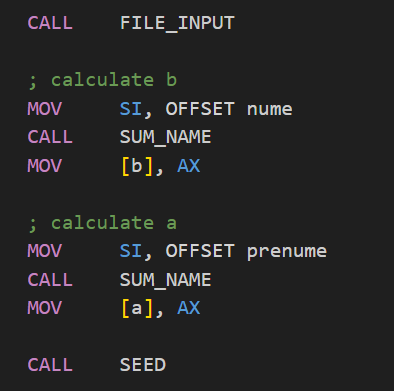 CALL    FILE_INPUT
; calculate b
MOV     SI, OFFSET nume
CALL    SUM_NAME
MOV     [b], AX
; calculate a
MOV     SI, OFFSET prenume
CALL    SUM_NAME
MOV     [a], AX
CALL    SEED